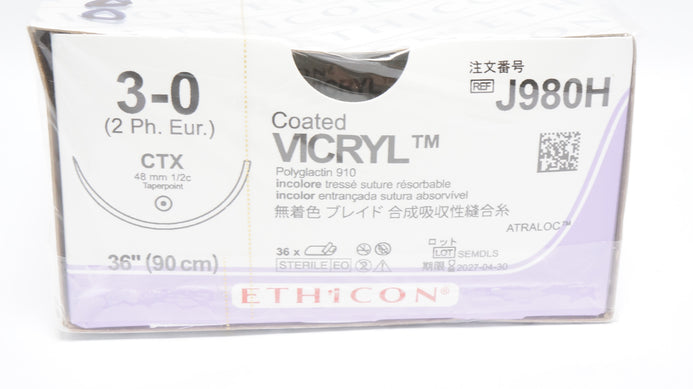 3-0
(2 Ph. Eur.)
CTX
48 mm 1/2c
Taperpoint
36" (90 cm)
注文番号
REF J980H
Coated
VICRYL™
Polyglactin 910
incolore tressé suture résorbable
incolor entrançada sutura absorvível
無着色 ブレイド 合成吸収性縫合糸
ATRALOC™
36 x
STERILE EO
ロット
LOT SEMDLS
期限 2027-04-30
ETHICON®